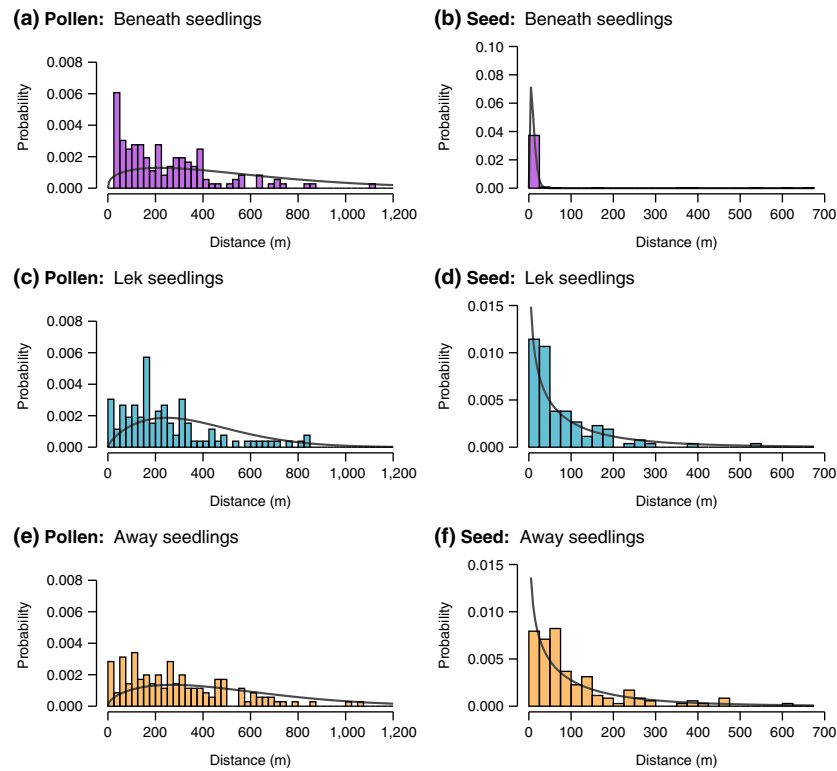 (a) Pollen: Beneath seedlings
0.008
0.006
0.004
0.002
0.000
Probability
0 200 400 600 800 1,000 1,200
Distance (m)
(b) Seed: Beneath seedlings
0.10
0.08
0.06
0.04
0.02
0.00
Probability
0 100 200 300 400 500 600 700
Distance (m)
(c) Pollen: Lek seedlings
0.008
0.006
0.004
0.002
0.000
Probability
0 200 400 600 800 1,000 1,200
Distance (m)
(d) Seed: Lek seedlings
0.015
0.010
0.005
0.000
Probability
0 100 200 300 400 500 600 700
Distance (m)
(e) Pollen: Away seedlings
0.008
0.006
0.004
0.002
0.000
Probability
0 200 400 600 800 1,000 1,200
Distance (m)
(f) Seed: Away seedlings
0.015
0.010
0.005
0.000
Probability
0 100 200 300 400 500 600 700
Distance (m)